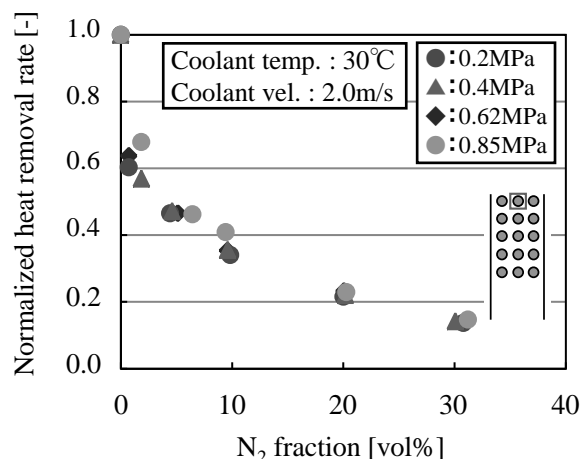 Normalized heat removal rate [-]
1.0
0.8
0.6
0.4
0.2
0.0
Coolant temp. : 30℃
Coolant vel. : 2.0m/s
:0.2MPa
:0.4MPa
:0.62MPa
:0.85MPa
0 10 20 30 40
N₂ fraction [vol%]